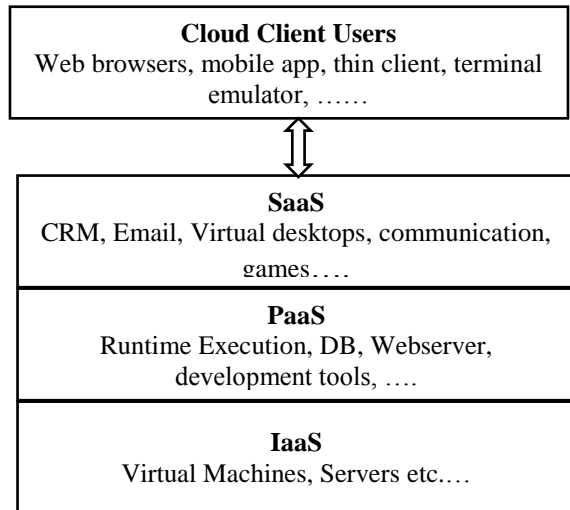 Cloud Client Users
Web browsers, mobile app, thin client, terminal
emulator, ……
SaaS
CRM, Email, Virtual desktops, communication,
games….
PaaS
Runtime Execution, DB, Webserver,
development tools, ….
IaaS
Virtual Machines, Servers etc.…